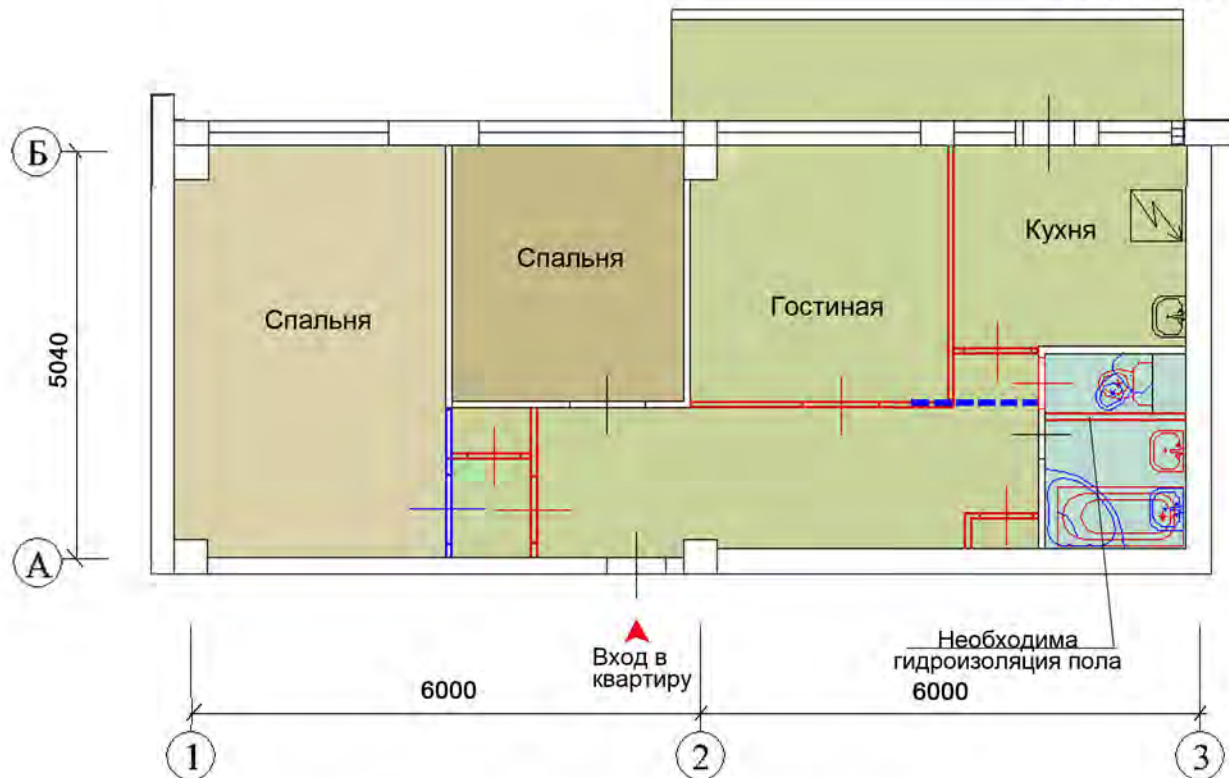 Б
Кухня
Спальня
Гостиная
Спальня
5040
А
Необходима
гидроизоляция пола
Вход в
квартиру
6000
6000
1
2
3